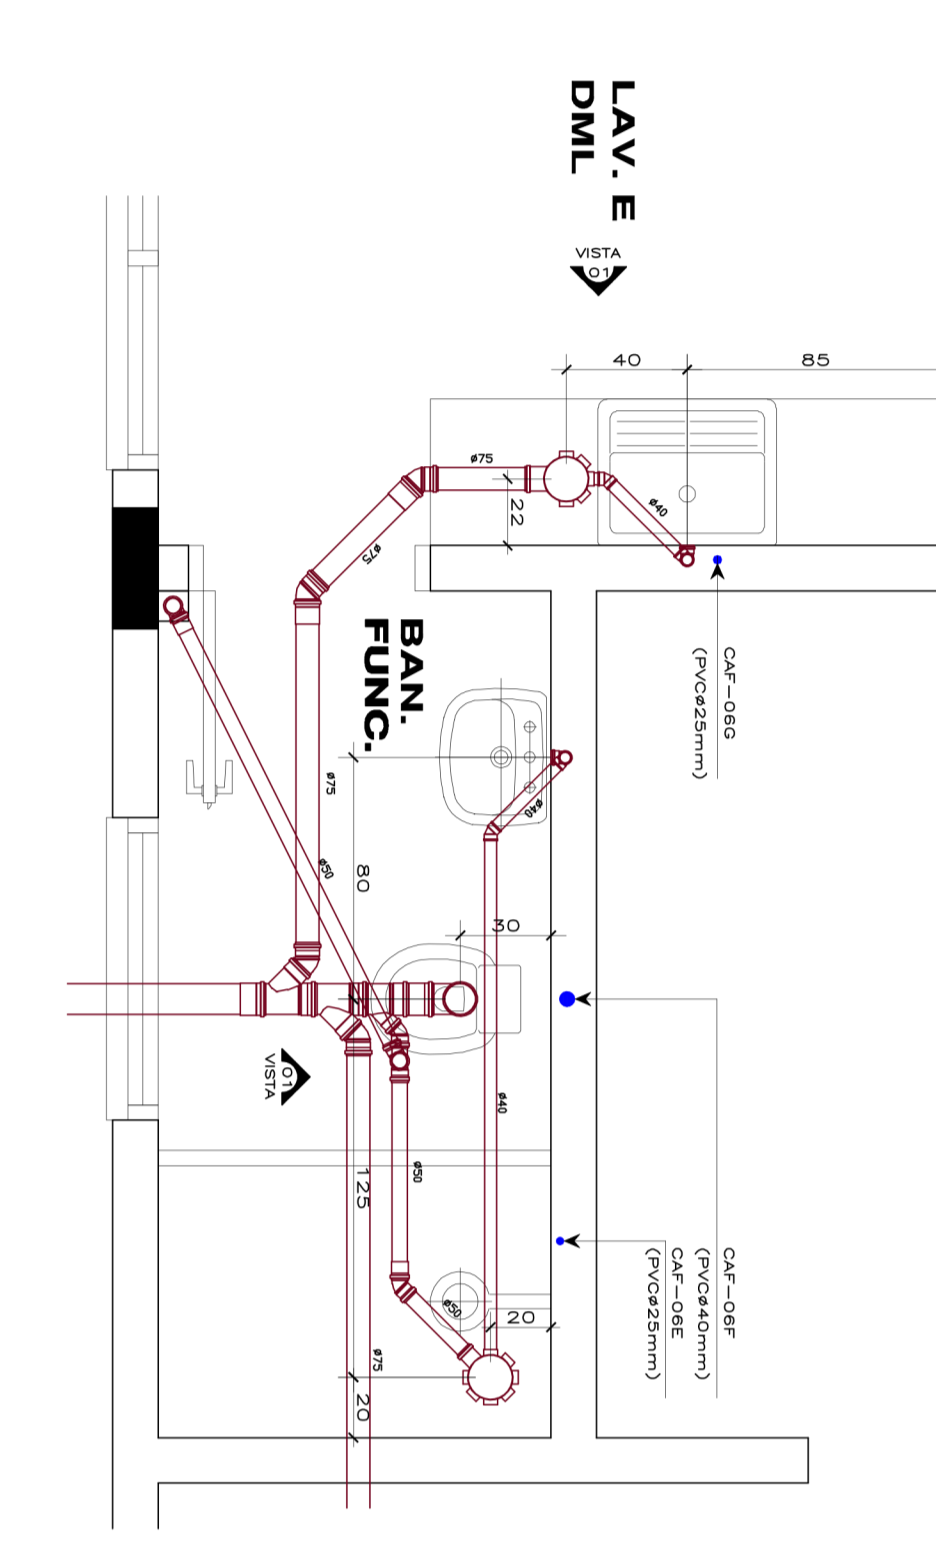 LAV. E
DML
VISTA
01
40
85
ø75
22
ø40
ø75
BAN.
FUNC.
CAF-06G
(PVCø25mm)
ø75
ø40
ø50
80
30
01
VISTA
ø40
125
ø50
CAF-06F
(PVCø40mm)
CAF-06E
(PVCø25mm)
ø50
20
ø75
20